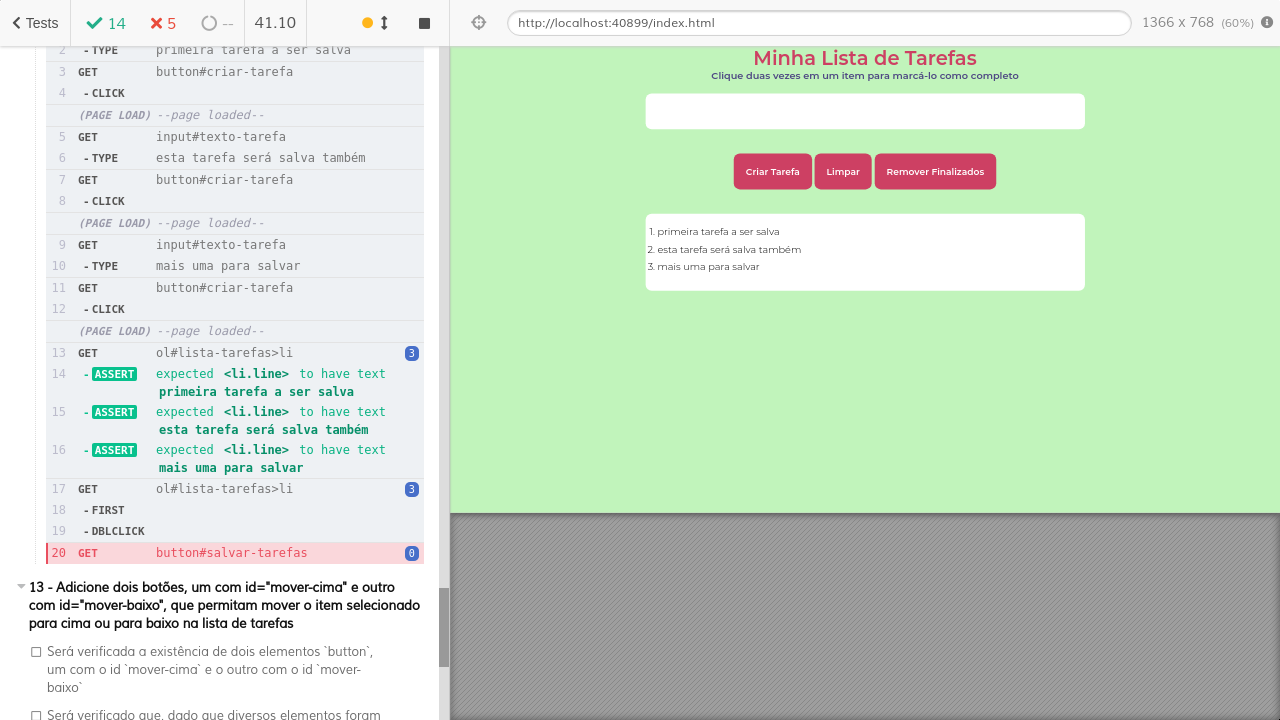 Tests
14
5
--
41.10
http://localhost:40899/index.html
1366 x 768 (60%)
2 -TYPE primeira tarefa a ser salva
3 GET button#criar-tarefa
4 -CLICK
(PAGE LOAD) --page loaded--
5 GET input#texto-tarefa
6 -TYPE esta tarefa será salva também
7 GET button#criar-tarefa
8 -CLICK
(PAGE LOAD) --page loaded--
9 GET input#texto-tarefa
10 -TYPE mais uma para salvar
11 GET button#criar-tarefa
12 -CLICK
(PAGE LOAD) --page loaded--
13 GET ol#lista-tarefas>li 3
14 -ASSERT expected <li.line> to have text
primeira tarefa a ser salva
15 -ASSERT expected <li.line> to have text
esta tarefa será salva também
16 -ASSERT expected <li.line> to have text
mais uma para salvar
17 GET ol#lista-tarefas>li 3
18 -FIRST
19 -DBLCLICK
20 GET button#salvar-tarefas 0
13 - Adicione dois botões, um com id="mover-cima" e outro
com id="mover-baixo", que permitam mover o item selecionado
para cima ou para baixo na lista de tarefas
Será verificada a existência de dois elementos `button`,
um com o id `mover-cima` e o outro com o id `mover-
baixo`
Será verificado que, dado que diversos elementos foram
Minha Lista de Tarefas
Clique duas vezes em um item para marcá-lo como completo
Criar Tarefa
Limpar
Remover Finalizados
1. primeira tarefa a ser salva
2. esta tarefa será salva também
3. mais uma para salvar